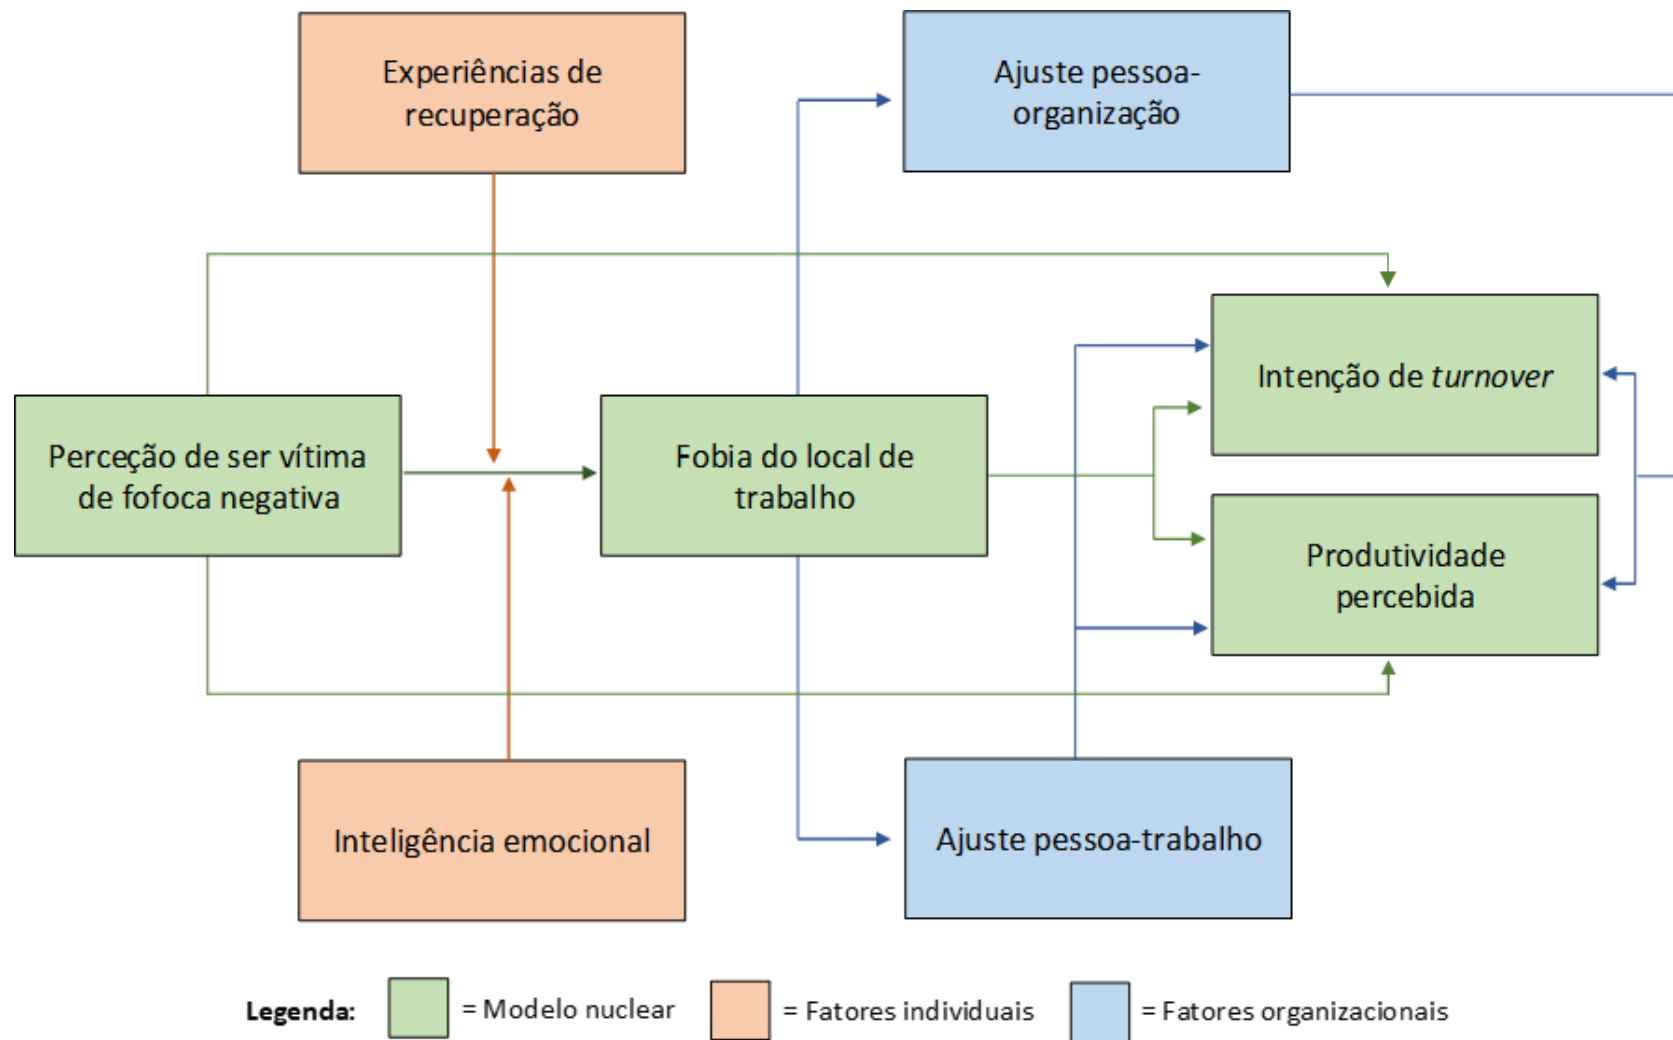 Experiências de
recuperação
Ajuste pessoa-
organização
Intenção de turnover
Perceção de ser vítima
de fofoca negativa
Fobia do local de
trabalho
Produtividade
percebida
Inteligência emocional
Ajuste pessoa-trabalho
Legenda:
= Modelo nuclear
= Fatores individuais
= Fatores organizacionais